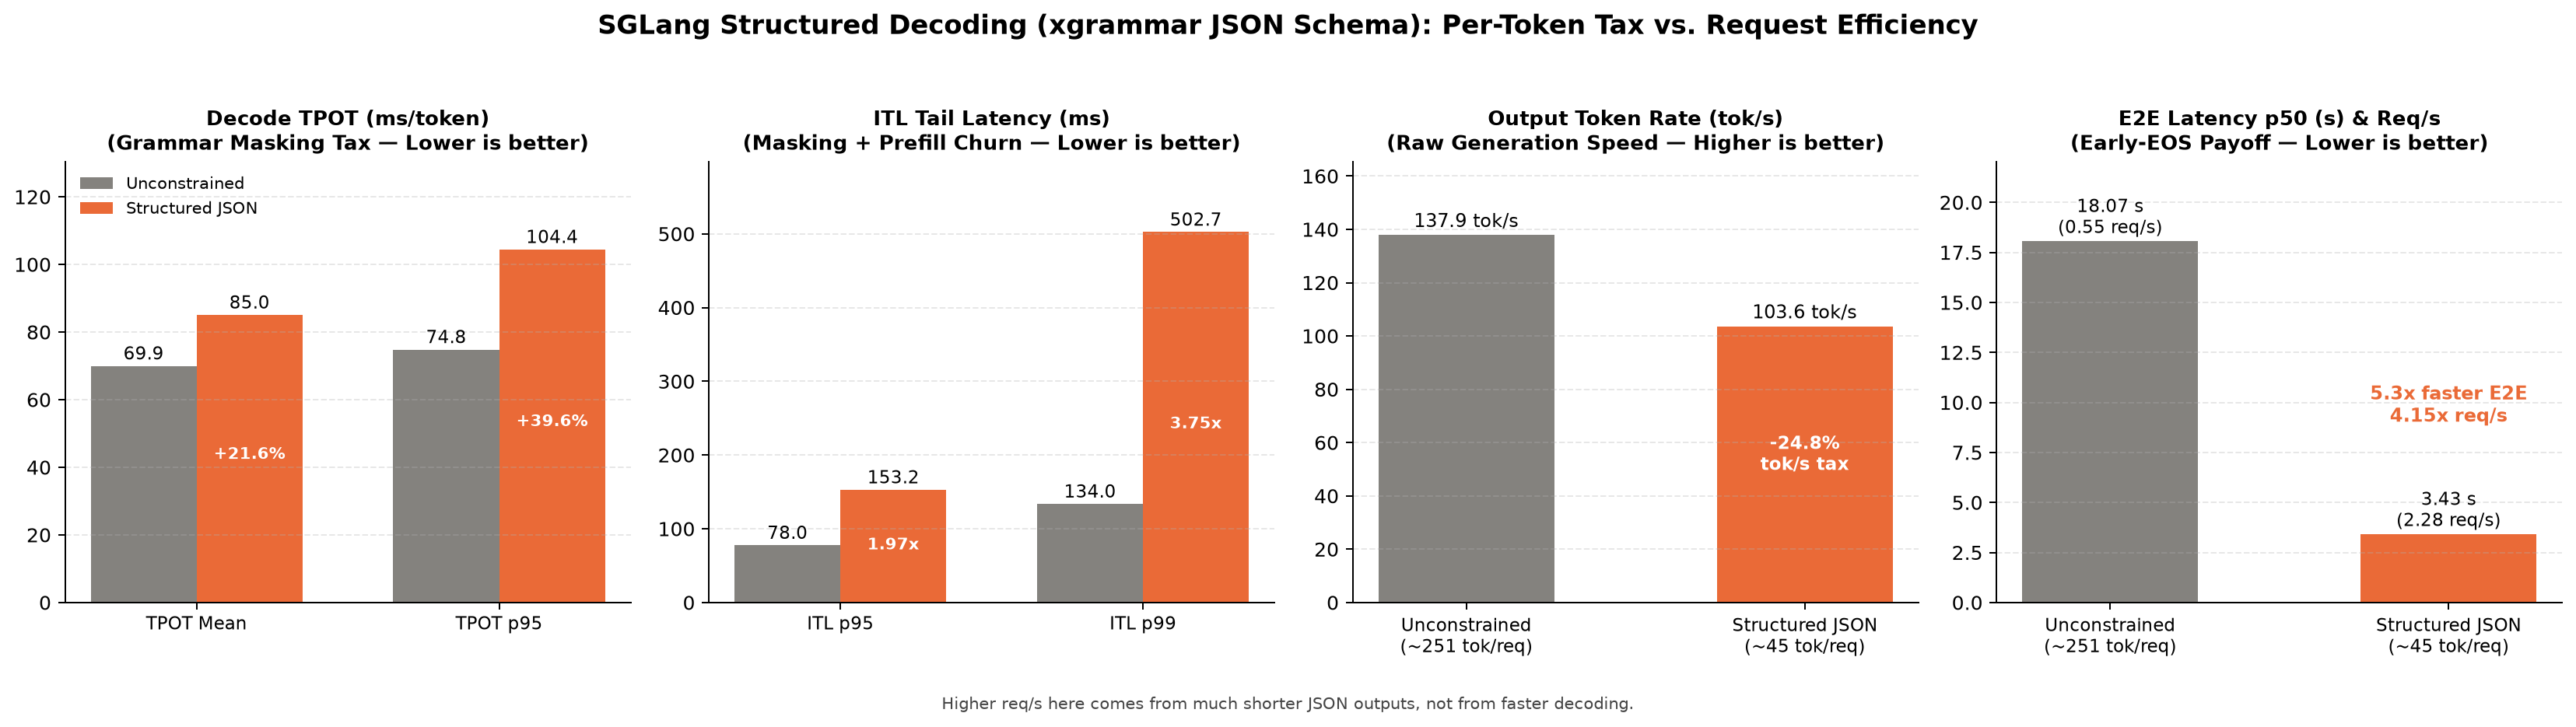 SGLang Structured Decoding (xgrammar JSON Schema): Per-Token Tax vs. Request Efficiency
Decode TPOT (ms/token)
(Grammar Masking Tax — Lower is better)
Unconstrained
Structured JSON
120
100
80
60
40
20
0
69.9
85.0
+21.6%
74.8
104.4
+39.6%
TPOT Mean
TPOT p95
ITL Tail Latency (ms)
(Masking + Prefill Churn — Lower is better)
500
400
300
200
100
0
78.0
153.2
1.97x
134.0
502.7
3.75x
ITL p95
ITL p99
Output Token Rate (tok/s)
(Raw Generation Speed — Higher is better)
160
140
120
100
80
60
40
20
0
137.9 tok/s
103.6 tok/s
-24.8%
tok/s tax
Unconstrained
(~251 tok/req)
Structured JSON
(~45 tok/req)
E2E Latency p50 (s) & Req/s
(Early-EOS Payoff — Lower is better)
20.0
17.5
15.0
12.5
10.0
7.5
5.0
2.5
0.0
18.07 s
(0.55 req/s)
5.3x faster E2E
4.15x req/s
3.43 s
(2.28 req/s)
Unconstrained
(~251 tok/req)
Structured JSON
(~45 tok/req)
Higher req/s here comes from much shorter JSON outputs, not from faster decoding.